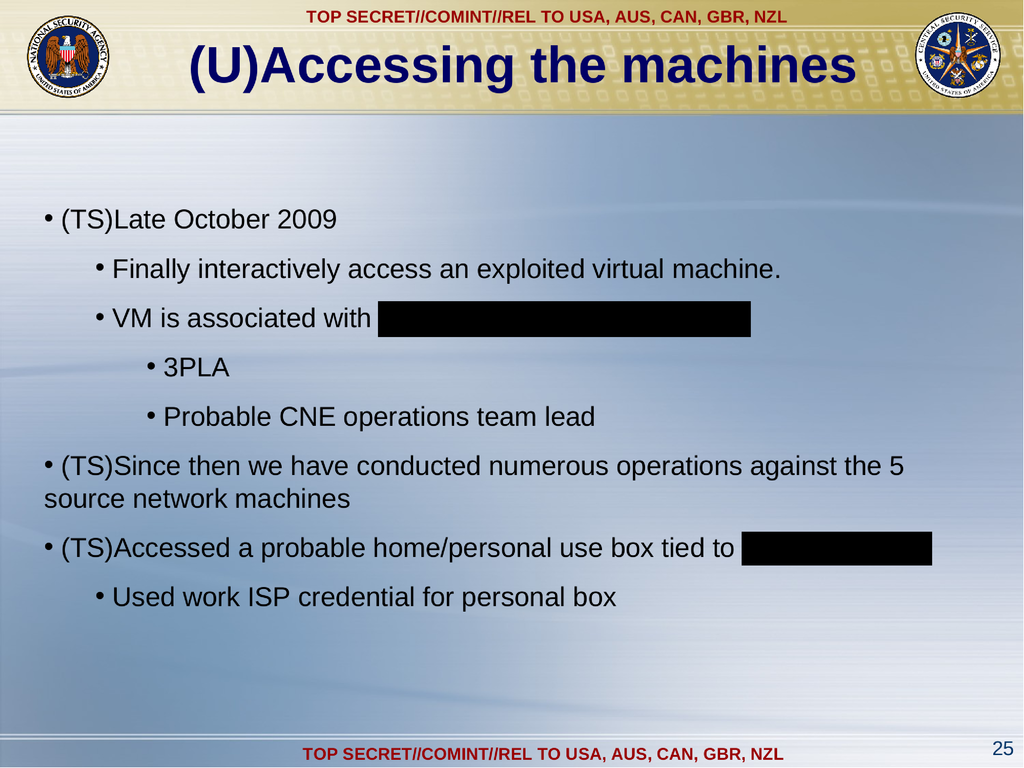 TOP SECRET//COMINT//REL TO USA, AUS, CAN, GBR, NZL
NATIONAL SECURITY AGENCY
UNITED STATES OF AMERICA
(U)Accessing the machines
CENTRAL SECURITY SERVICE
UNITED STATES OF AMERICA
• (TS)Late October 2009
• Finally interactively access an exploited virtual machine.
• VM is associated with
• 3PLA
• Probable CNE operations team lead
• (TS)Since then we have conducted numerous operations against the 5
source network machines
• (TS)Accessed a probable home/personal use box tied to
• Used work ISP credential for personal box
TOP SECRET//COMINT//REL TO USA, AUS, CAN, GBR, NZL
25